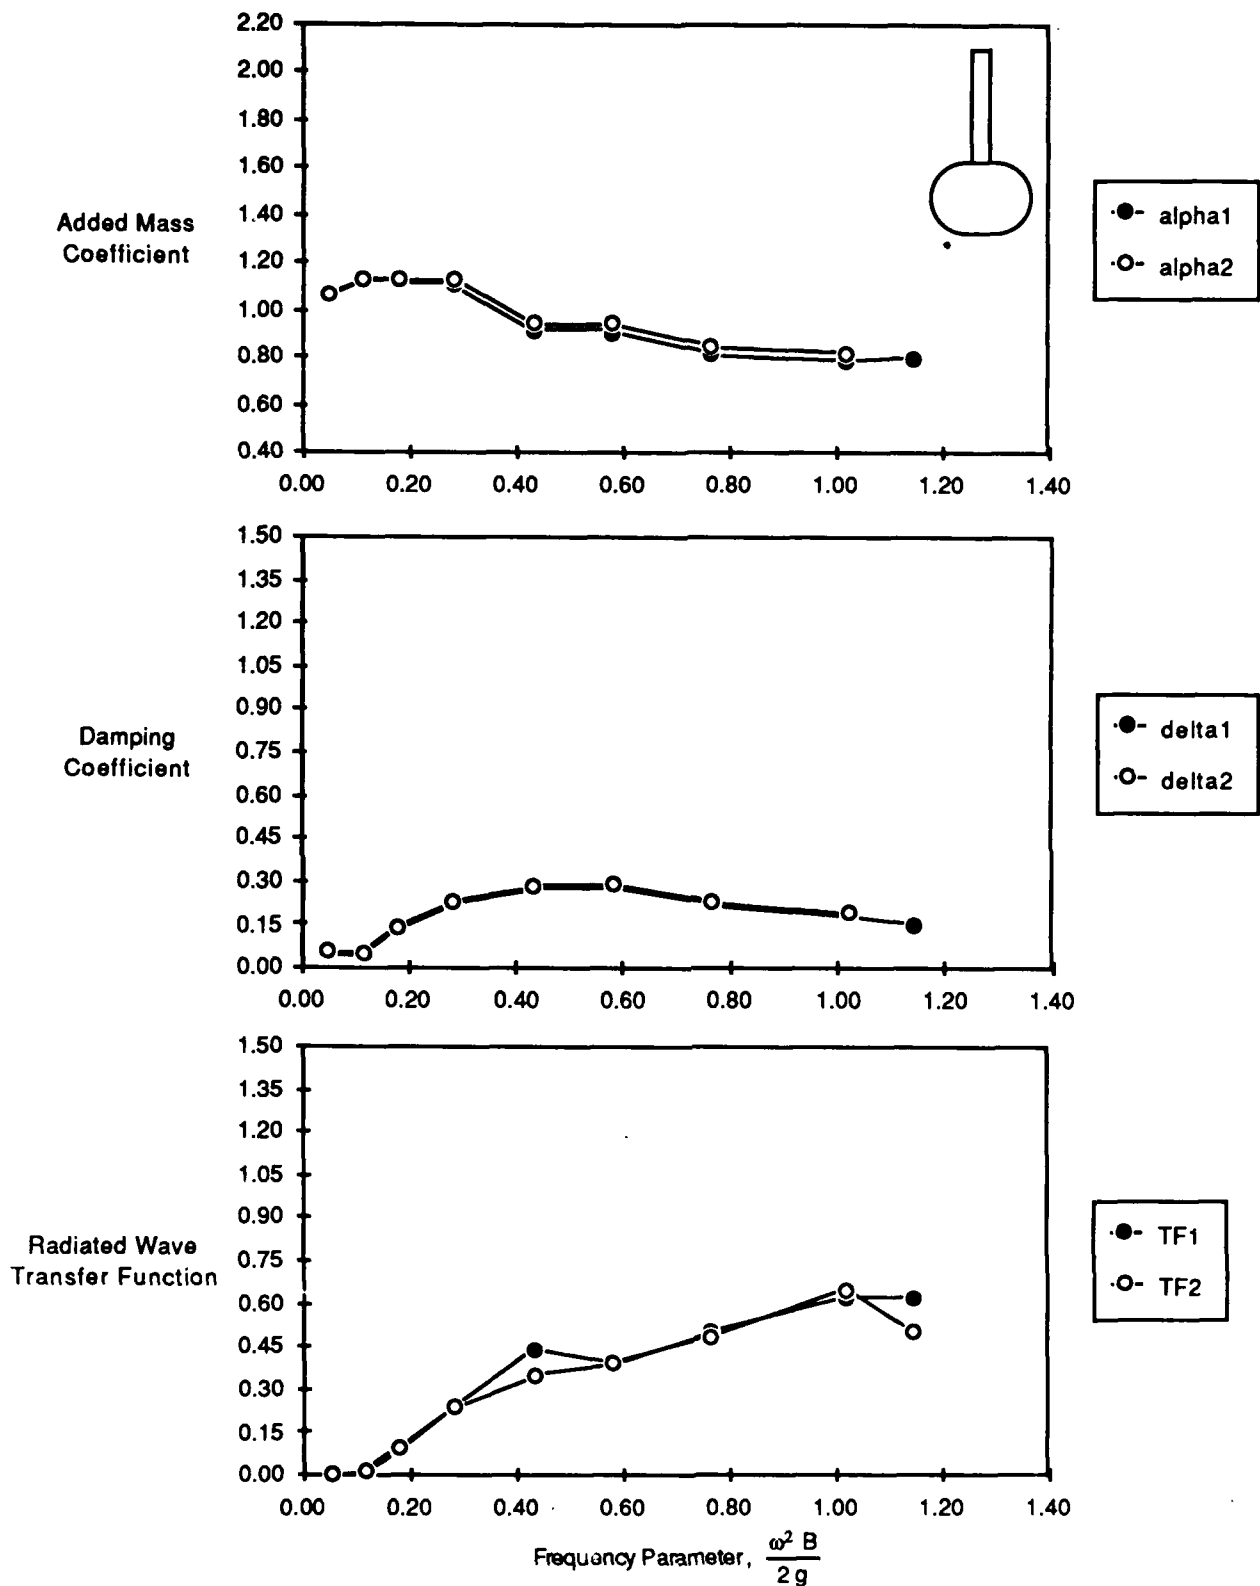 2.20
2.00
1.80
1.60
1.40
1.20
1.00
0.80
0.60
0.40
Added Mass
Coefficient
0.00 0.20 0.40 0.60 0.80 1.00 1.20 1.40
alpha1
alpha2
1.50
1.35
1.20
1.05
0.90
0.75
0.60
0.45
0.30
0.15
0.00
Damping
Coefficient
0.00 0.20 0.40 0.60 0.80 1.00 1.20 1.40
delta1
delta2
1.50
1.35
1.20
1.05
0.90
0.75
0.60
0.45
0.30
0.15
0.00
Radiated Wave
Transfer Function
0.00 0.20 0.40 0.60 0.80 1.00 1.20 1.40
TF1
TF2
Frequency Parameter, ω² B
2 g